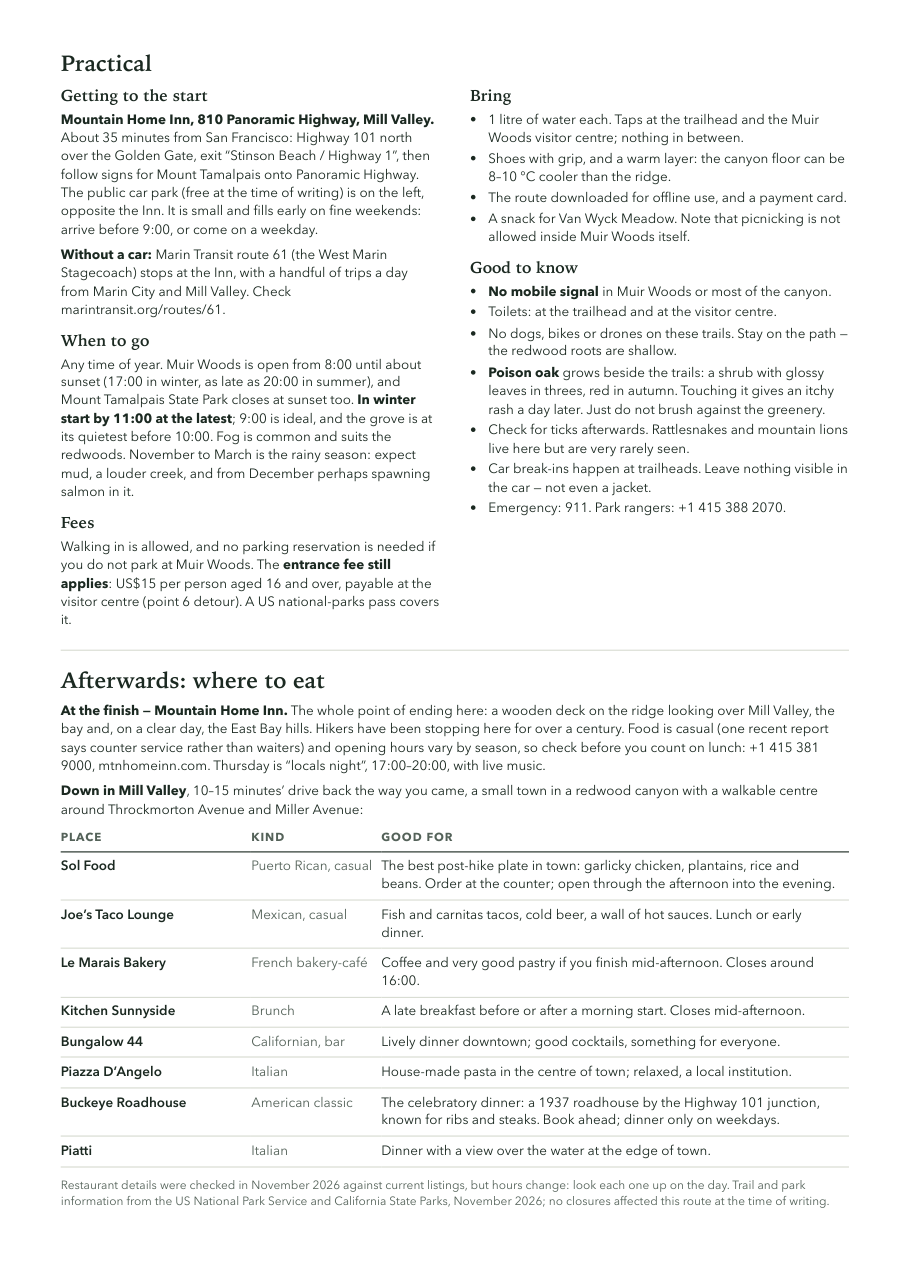 Practical
Getting to the start
Mountain Home Inn, 810 Panoramic Highway, Mill Valley.
About 35 minutes from San Francisco: Highway 101 north
over the Golden Gate, exit “Stinson Beach / Highway 1”, then
follow signs for Mount Tamalpais onto Panoramic Highway.
The public car park (free at the time of writing) is on the left,
opposite the Inn. It is small and fills early on fine weekends:
arrive before 9:00, or come on a weekday.
Without a car: Marin Transit route 61 (the West Marin
Stagecoach) stops at the Inn, with a handful of trips a day
from Marin City and Mill Valley. Check
marintransit.org/routes/61.
When to go
Any time of year. Muir Woods is open from 8:00 until about
sunset (17:00 in winter, as late as 20:00 in summer), and
Mount Tamalpais State Park closes at sunset too. In winter
start by 11:00 at the latest; 9:00 is ideal, and the grove is at
its quietest before 10:00. Fog is common and suits the
redwoods. November to March is the rainy season: expect
mud, a louder creek, and from December perhaps spawning
salmon in it.
Fees
Walking in is allowed, and no parking reservation is needed if
you do not park at Muir Woods. The entrance fee still
applies: US$15 per person aged 16 and over, payable at the
visitor centre (point 6 detour). A US national-parks pass covers
it.
Bring
• 1 litre of water each. Taps at the trailhead and the Muir
Woods visitor centre; nothing in between.
• Shoes with grip, and a warm layer: the canyon floor can be
8–10 °C cooler than the ridge.
• The route downloaded for offline use, and a payment card.
• A snack for Van Wyck Meadow. Note that picnicking is not
allowed inside Muir Woods itself.
Good to know
• No mobile signal in Muir Woods or most of the canyon.
• Toilets: at the trailhead and at the visitor centre.
• No dogs, bikes or drones on these trails. Stay on the path –
the redwood roots are shallow.
• Poison oak grows beside the trails: a shrub with glossy
leaves in threes, red in autumn. Touching it gives an itchy
rash a day later. Just do not brush against the greenery.
• Check for ticks afterwards. Rattlesnakes and mountain lions
live here but are very rarely seen.
• Car break-ins happen at trailheads. Leave nothing visible in
the car – not even a jacket.
• Emergency: 911. Park rangers: +1 415 388 2070.
Afterwards: where to eat
At the finish – Mountain Home Inn. The whole point of ending here: a wooden deck on the ridge looking over Mill Valley, the
bay and, on a clear day, the East Bay hills. Hikers have been stopping here for over a century. Food is casual (one recent report
says counter service rather than waiters) and opening hours vary by season, so check before you count on lunch: +1 415 381
9000, mtnhomeinn.com. Thursday is “locals night”, 17:00–20:00, with live music.
Down in Mill Valley, 10–15 minutes’ drive back the way you came, a small town in a redwood canyon with a walkable centre
around Throckmorton Avenue and Miller Avenue:
PLACE KIND GOOD FOR
Sol Food Puerto Rican, casual The best post-hike plate in town: garlicky chicken, plantains, rice and
beans. Order at the counter; open through the afternoon into the evening.
Joe’s Taco Lounge Mexican, casual Fish and carnitas tacos, cold beer, a wall of hot sauces. Lunch or early
dinner.
Le Marais Bakery French bakery-café Coffee and very good pastry if you finish mid-afternoon. Closes around
16:00.
Kitchen Sunnyside Brunch A late breakfast before or after a morning start. Closes mid-afternoon.
Bungalow 44 Californian, bar Lively dinner downtown; good cocktails, something for everyone.
Piazza D’Angelo Italian House-made pasta in the centre of town; relaxed, a local institution.
Buckeye Roadhouse American classic The celebratory dinner: a 1937 roadhouse by the Highway 101 junction,
known for ribs and steaks. Book ahead; dinner only on weekdays.
Piatti Italian Dinner with a view over the water at the edge of town.
Restaurant details were checked in November 2026 against current listings, but hours change: look each one up on the day. Trail and park
information from the US National Park Service and California State Parks, November 2026; no closures affected this route at the time of writing.